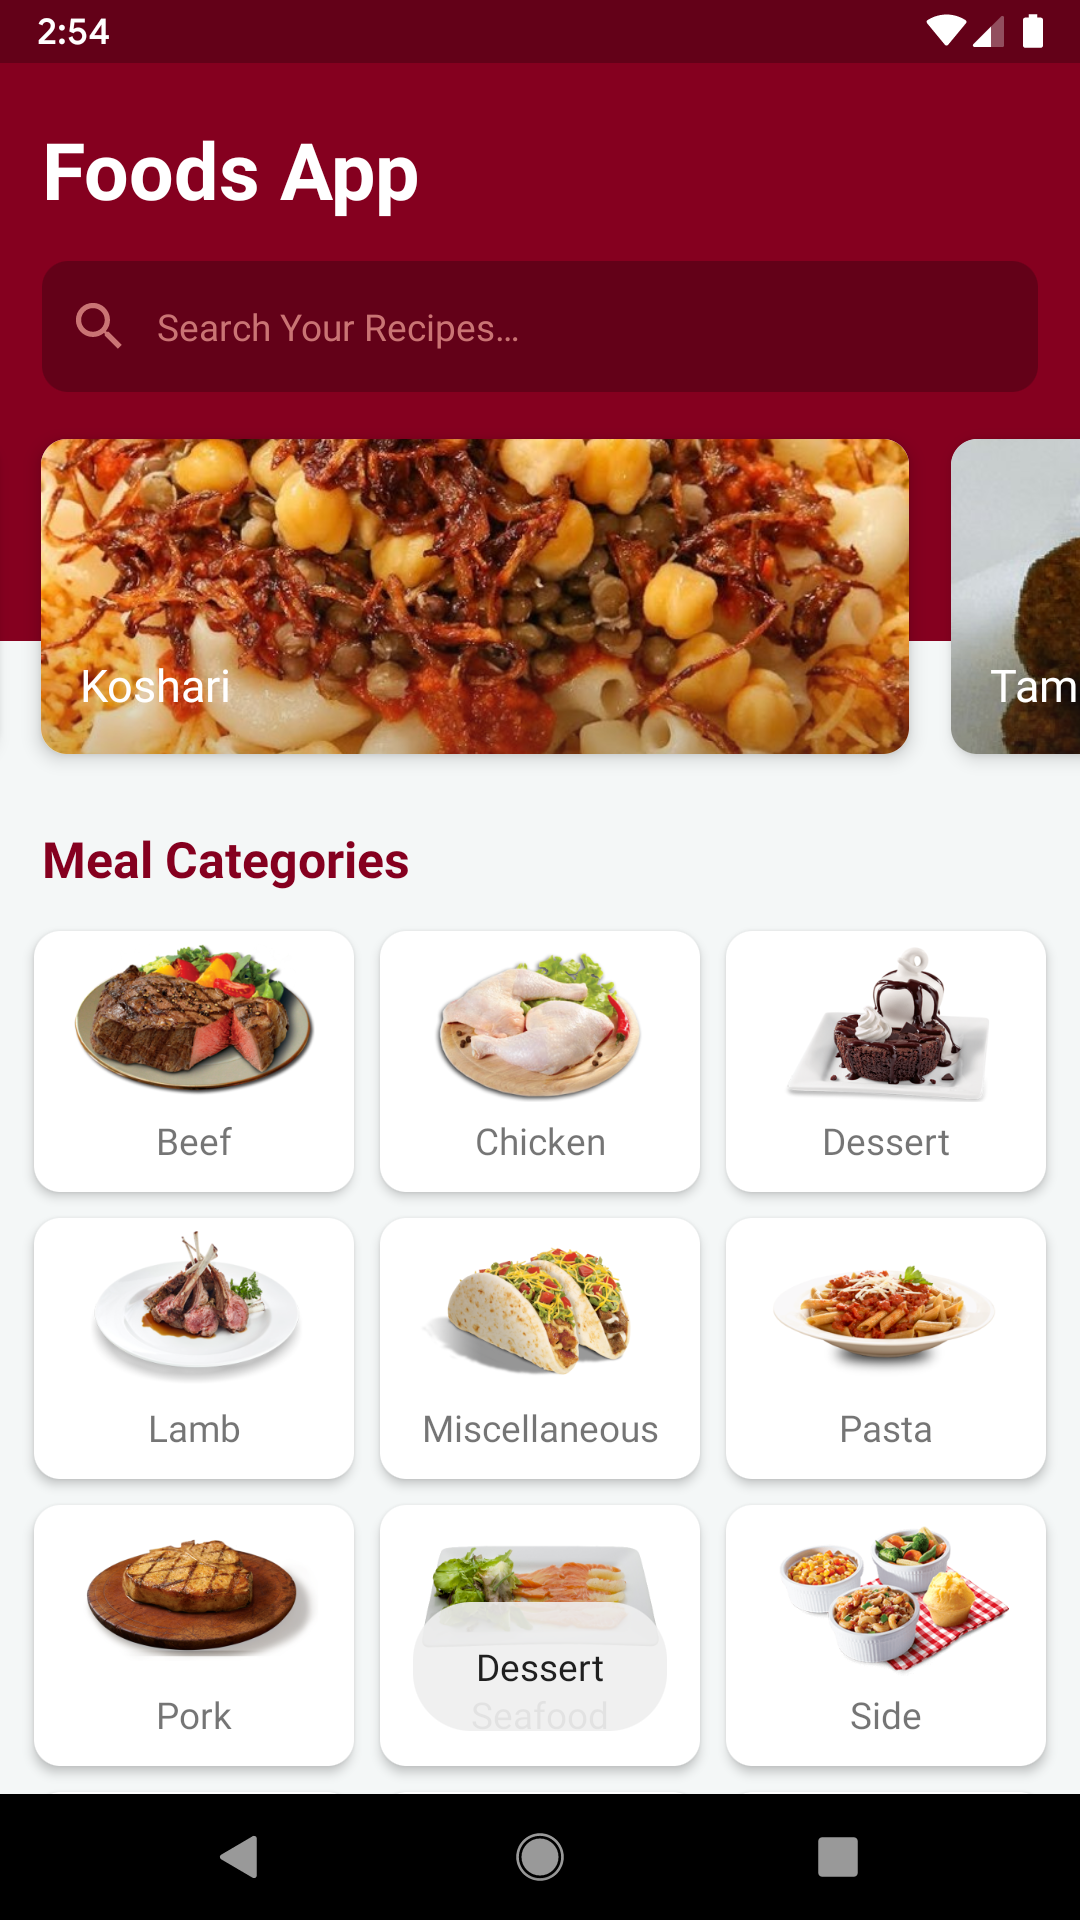 2:54
Foods App
Search Your Recipes...
Koshari
Tam
Meal Categories
Beef
Chicken
Dessert
Lamb
Miscellaneous
Pasta
Pork
Dessert
Seafood
Side